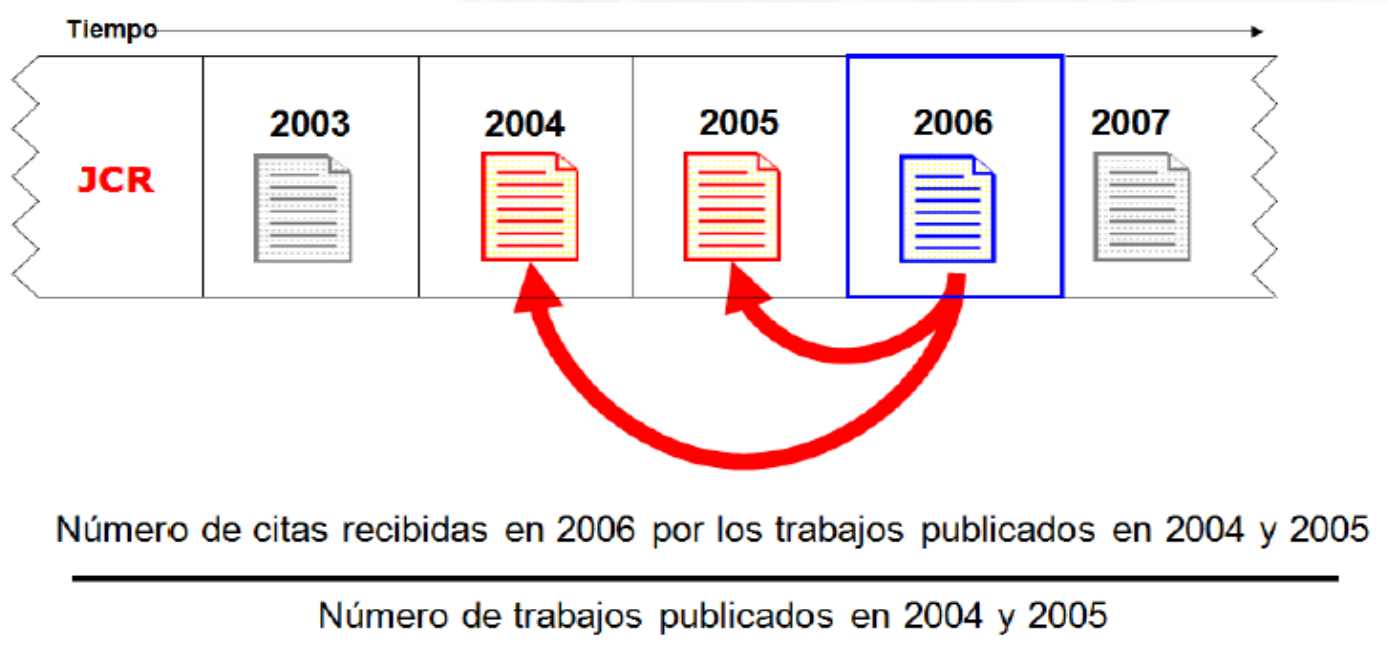 Tiempo
2003 2004 2005 2006 2007
JCR
Número de citas recibidas en 2006 por los trabajos publicados en 2004 y 2005
Número de trabajos publicados en 2004 y 2005